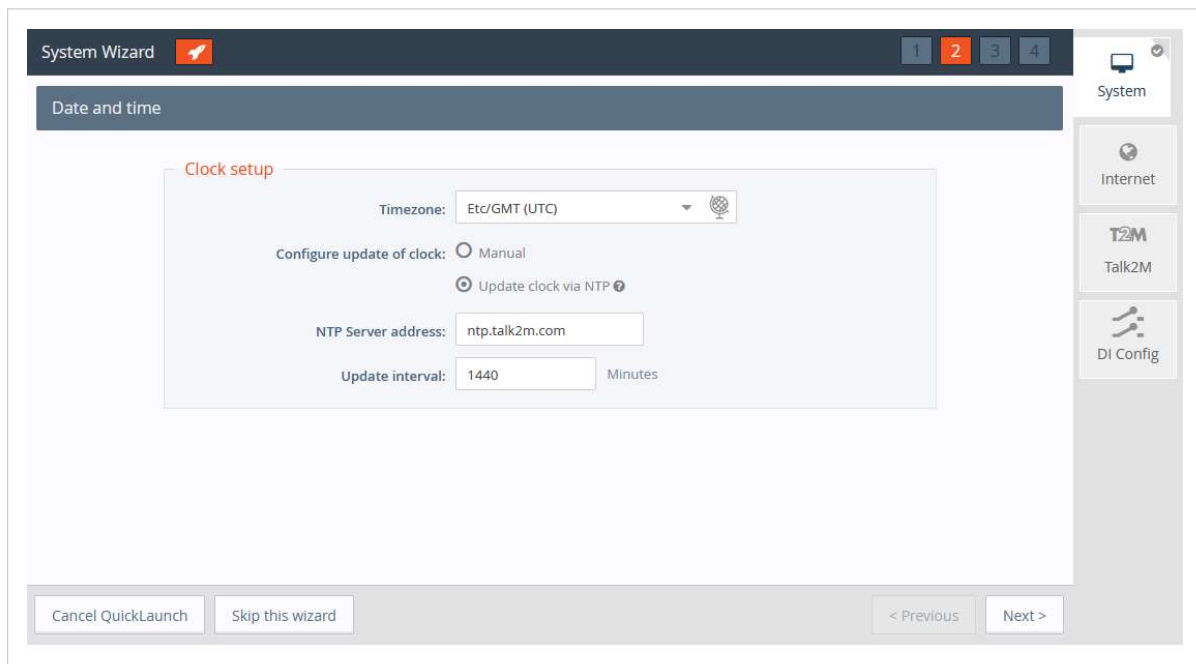 System Wizard 1 2 3 4
System
Date and time
Internet
Clock setup
Timezone: Etc/GMT (UTC)
T2M
Talk2M
Configure update of clock: Manual
Update clock via NTP ?
NTP Server address: ntp.talk2m.com
DI Config
Update interval: 1440 Minutes
Cancel QuickLaunch Skip this wizard < Previous Next >